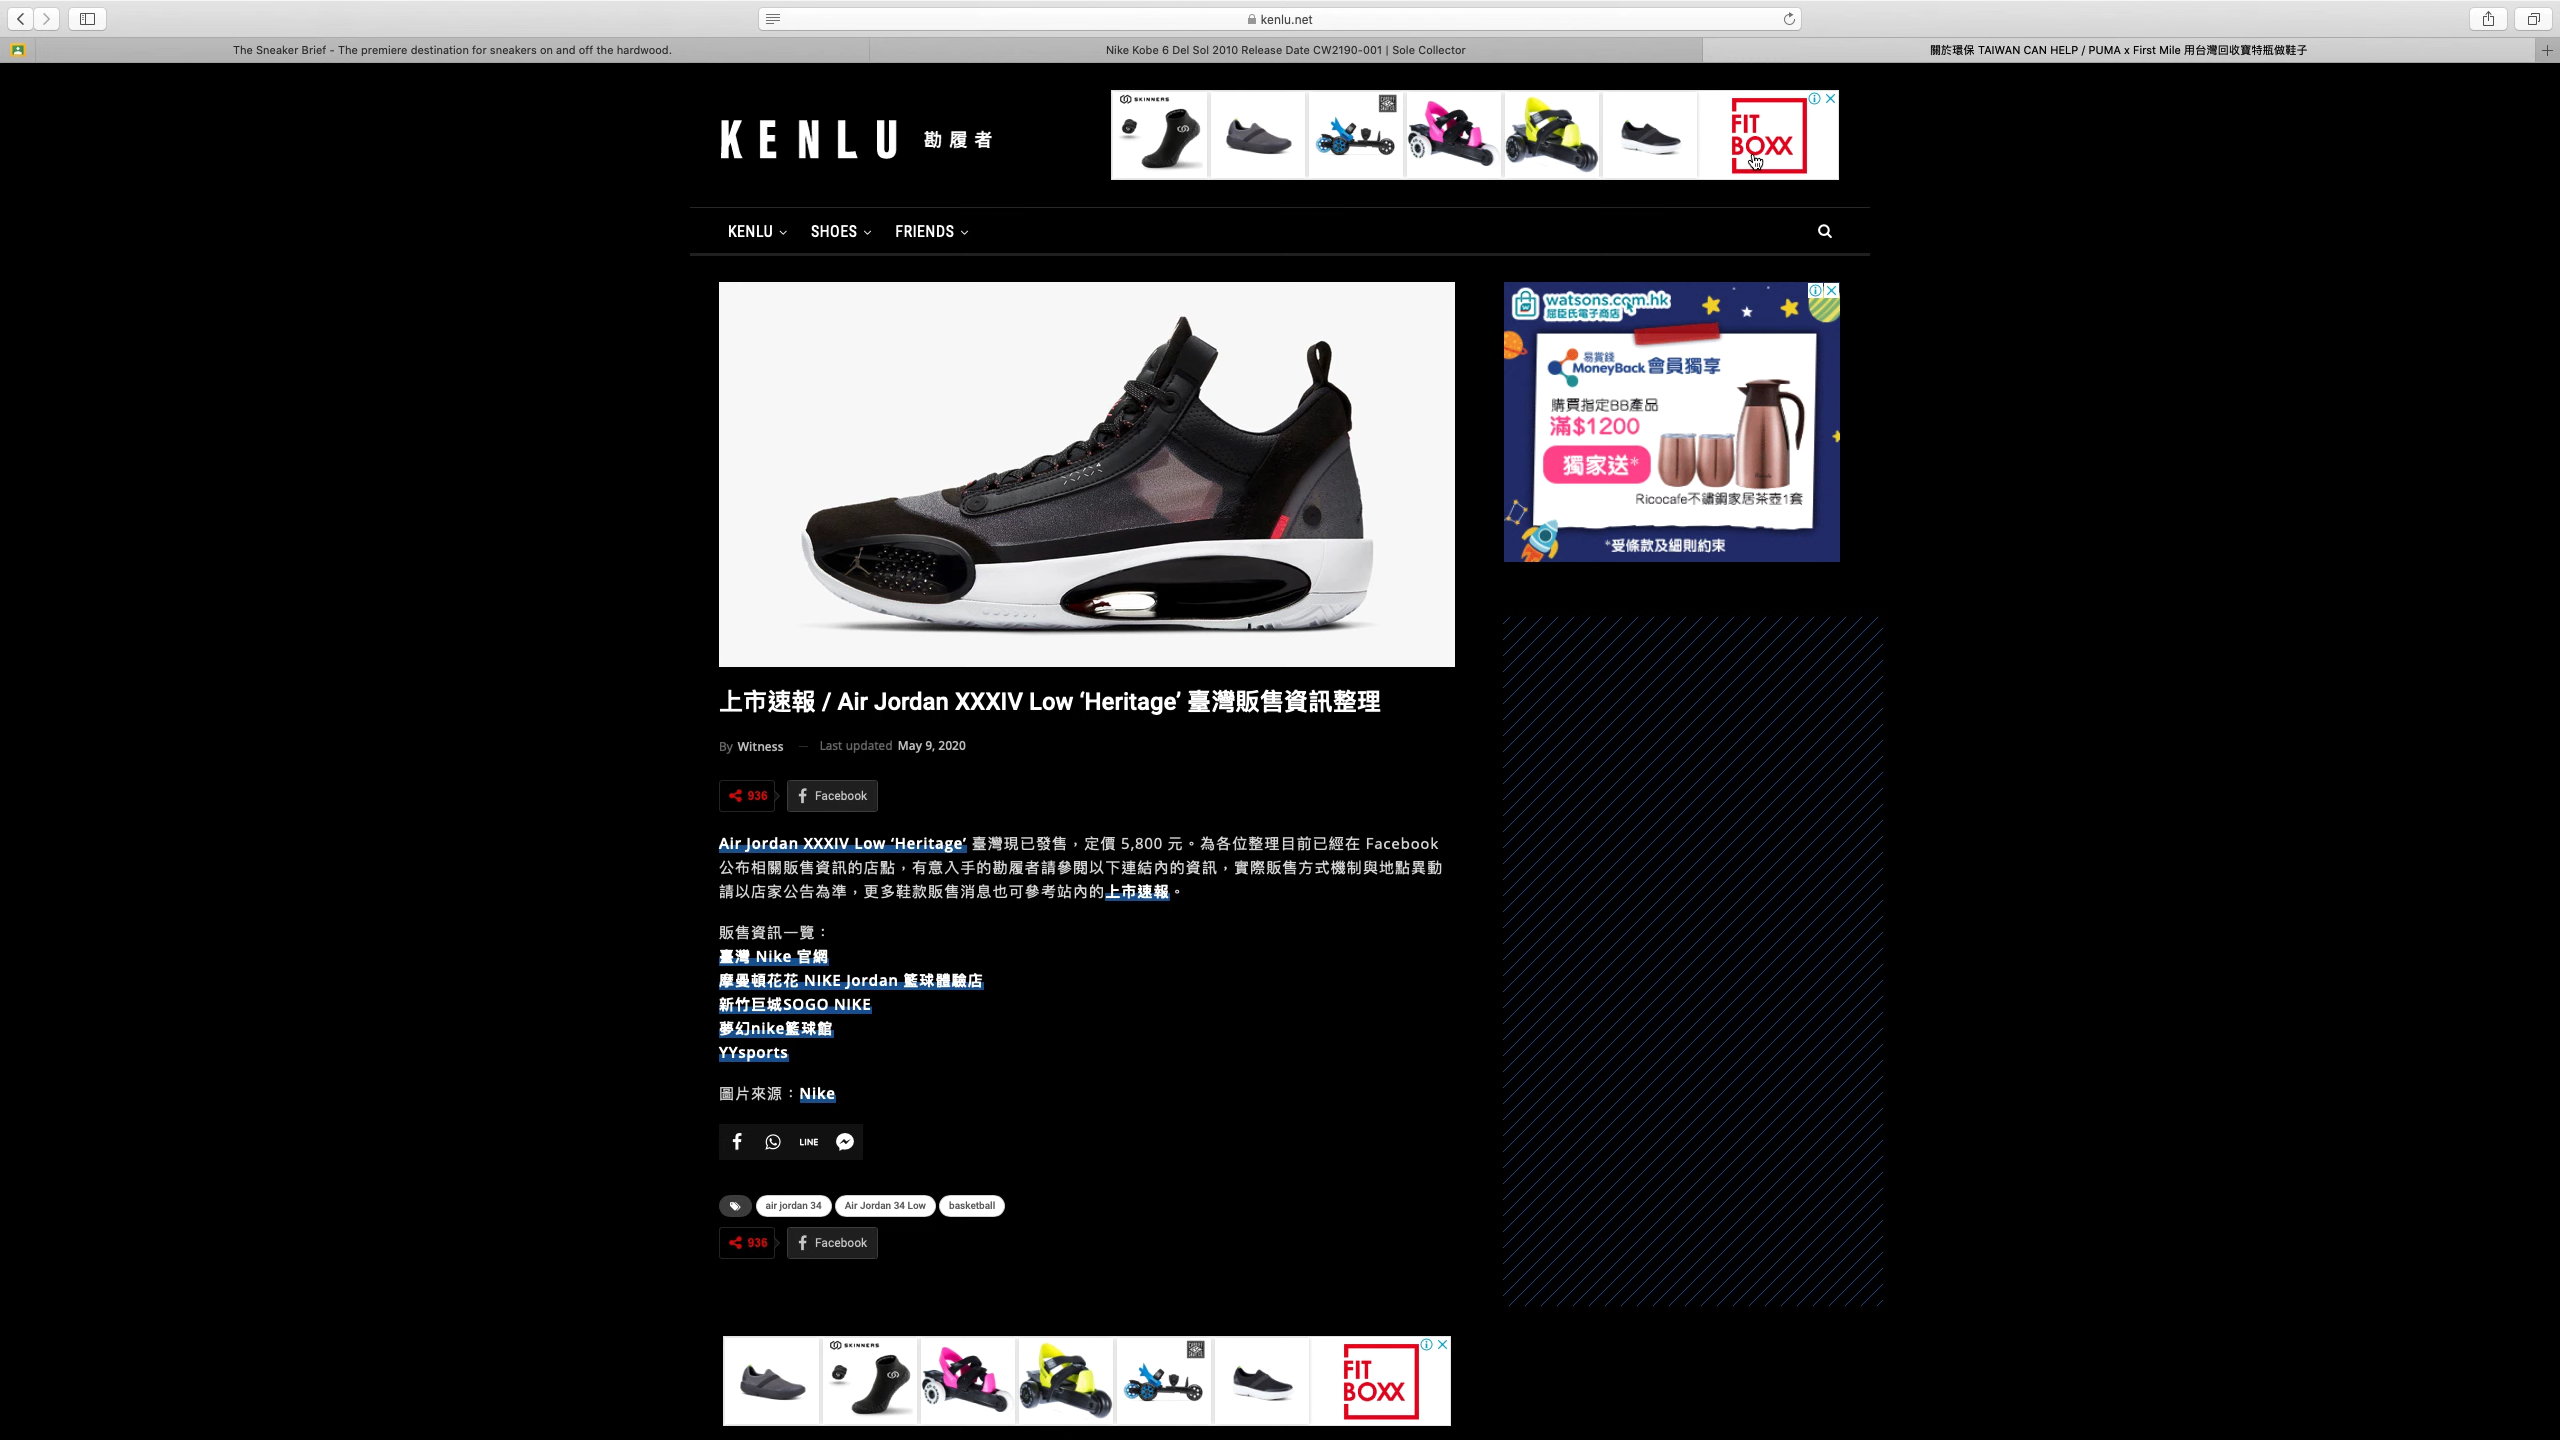 kenlu.net
The Sneaker Brief - The premiere destination for sneakers on and off the hardwood.
Nike Kobe 6 Del Sol 2010 Release Date CW2190-001 | Sole Collector
關於環保 TAIWAN CAN HELP / PUMA x First Mile 用台灣回收寶特瓶做鞋子
KENLU 勘履者
SKINNERS
FIT
BOXX
KENLU
SHOES
FRIENDS
watsons.com.hk
屈臣氏電子商店
易賞錢
MoneyBack 會員獨享
購買指定BB產品
滿$1200
獨家送*
Ricocafe不鏽鋼家居茶壺1套
*受條款及細則約束
上市速報 / Air Jordan XXXIV Low ‘Heritage’ 臺灣販售資訊整理
By Witness — Last updated May 9, 2020
936 Facebook
Air Jordan XXXIV Low ‘Heritage’ 臺灣現已發售，定價 5,800 元。為各位整理目前已經在 Facebook
公布相關販售資訊的店點，有意入手的勘履者請參閱以下連結內的資訊，實際販售方式機制與地點異動
請以店家公告為準，更多鞋款販售消息也可參考站內的上市速報。
販售資訊一覽：
臺灣 Nike 官網
摩曼頓花花 NIKE Jordan 籃球體驗店
新竹巨城SOGO NIKE
夢幻nike籃球館
YYsports
圖片來源：Nike
LINE
air jordan 34
Air Jordan 34 Low
basketball
936 Facebook
SKINNERS
FIT
BOXX